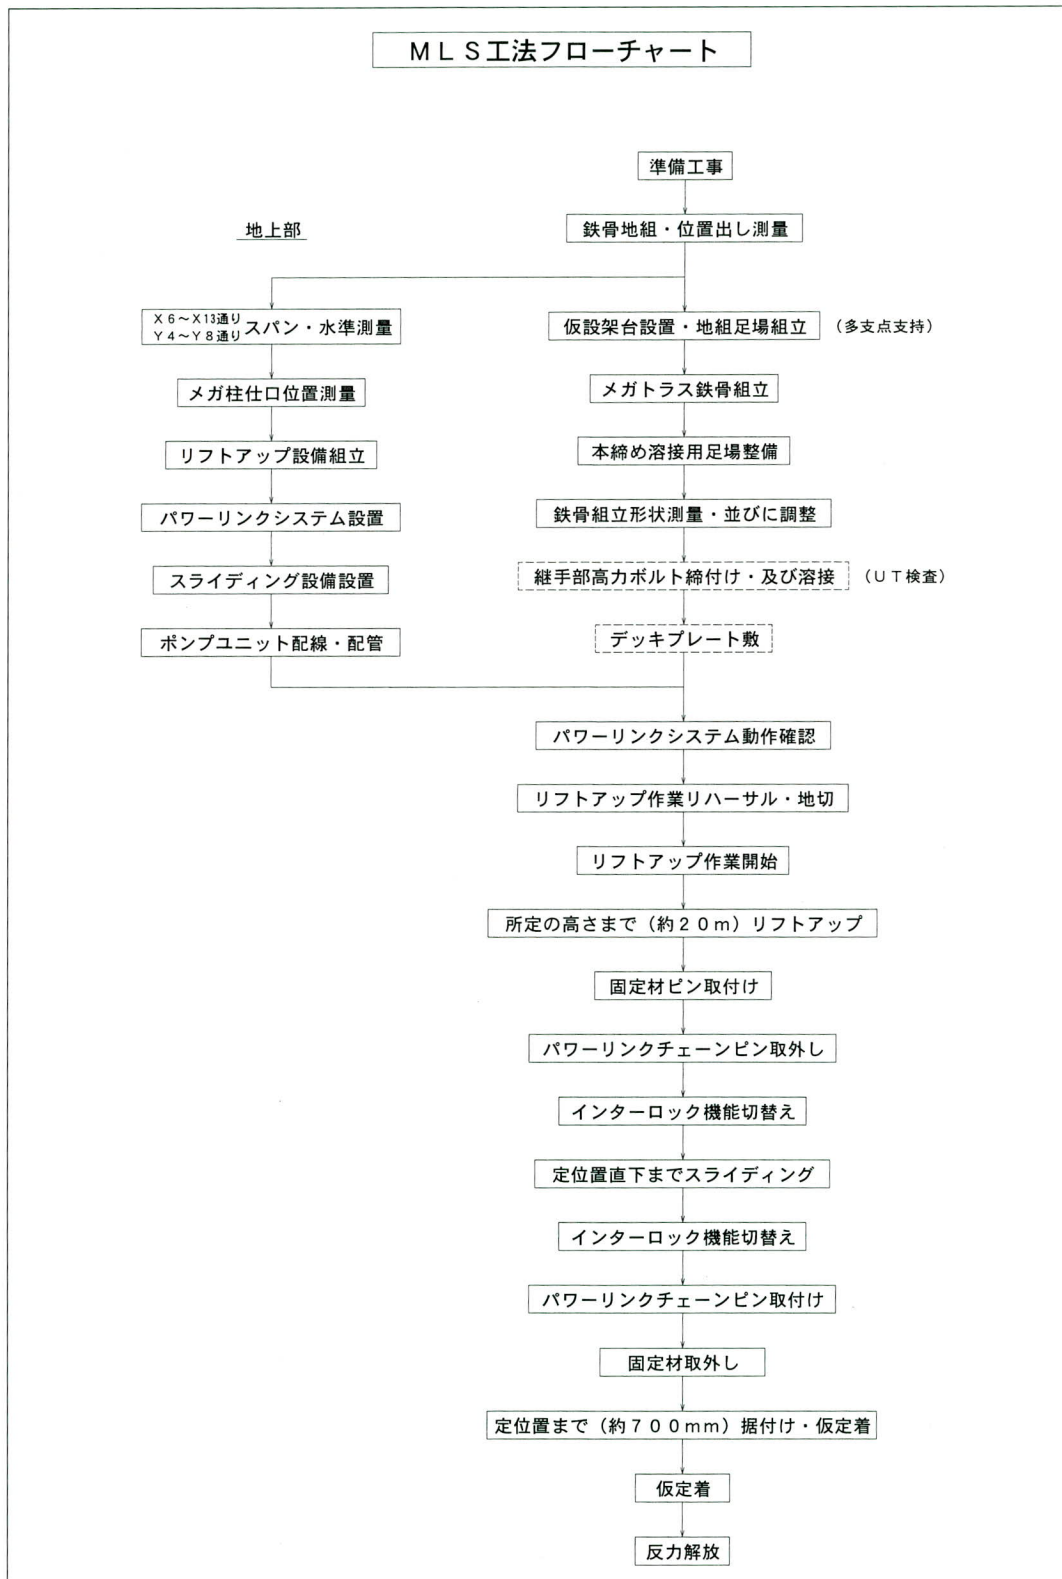 MLS工法フローチャート
準備工事
鉄骨地組・位置出し測量
地上部
X6～X13通り
Y4～Y8通り
スパン・水準測量
メガ柱仕口位置測量
リフトアップ設備組立
パワーリンクシステム設置
スライディング設備設置
ポンプユニット配線・配管
仮設架台設置・地組足場組立 (多支点支持)
メガトラス鉄骨組立
本締め溶接用足場整備
鉄骨組立形状測量・並びに調整
継手部高力ボルト締付け・及び溶接 (UT検査)
デッキプレート敷
パワーリンクシステム動作確認
リフトアップ作業リハーサル・地切
リフトアップ作業開始
所定の高さまで(約20m)リフトアップ
固定材ピン取付け
パワーリンクチェーンピン取外し
インターロック機能切替え
定位置直下までスライディング
インターロック機能切替え
パワーリンクチェーンピン取付け
固定材取外し
定位置まで(約700mm)据付け・仮定着
仮定着
反力解放